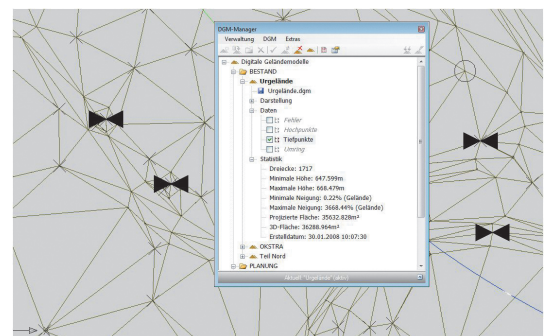 DGM-Manager
Verwaltung DGM Extras
Digitale Geländemodelle
BESTAND
Urgelände
Urgelände.dgm
Darstellung
Daten
Fehler
Hochpunkte
Tiefpunkte
Umring
Statistik
Dreiecke: 1717
Minimale Höhe: 647.599m
Maximale Höhe: 668.479m
Minimale Neigung: 0.22% (Gelände)
Maximale Neigung: 3668.44% (Gelände)
Projizierte Fläche: 35632.828m²
3D-Fläche: 36288.964m²
Erstelldatum: 30.01.2008 10:07:30
OKSTRA
Teil Nord
PLANUNG
Aktuell: "Urgelände" (aktiv)